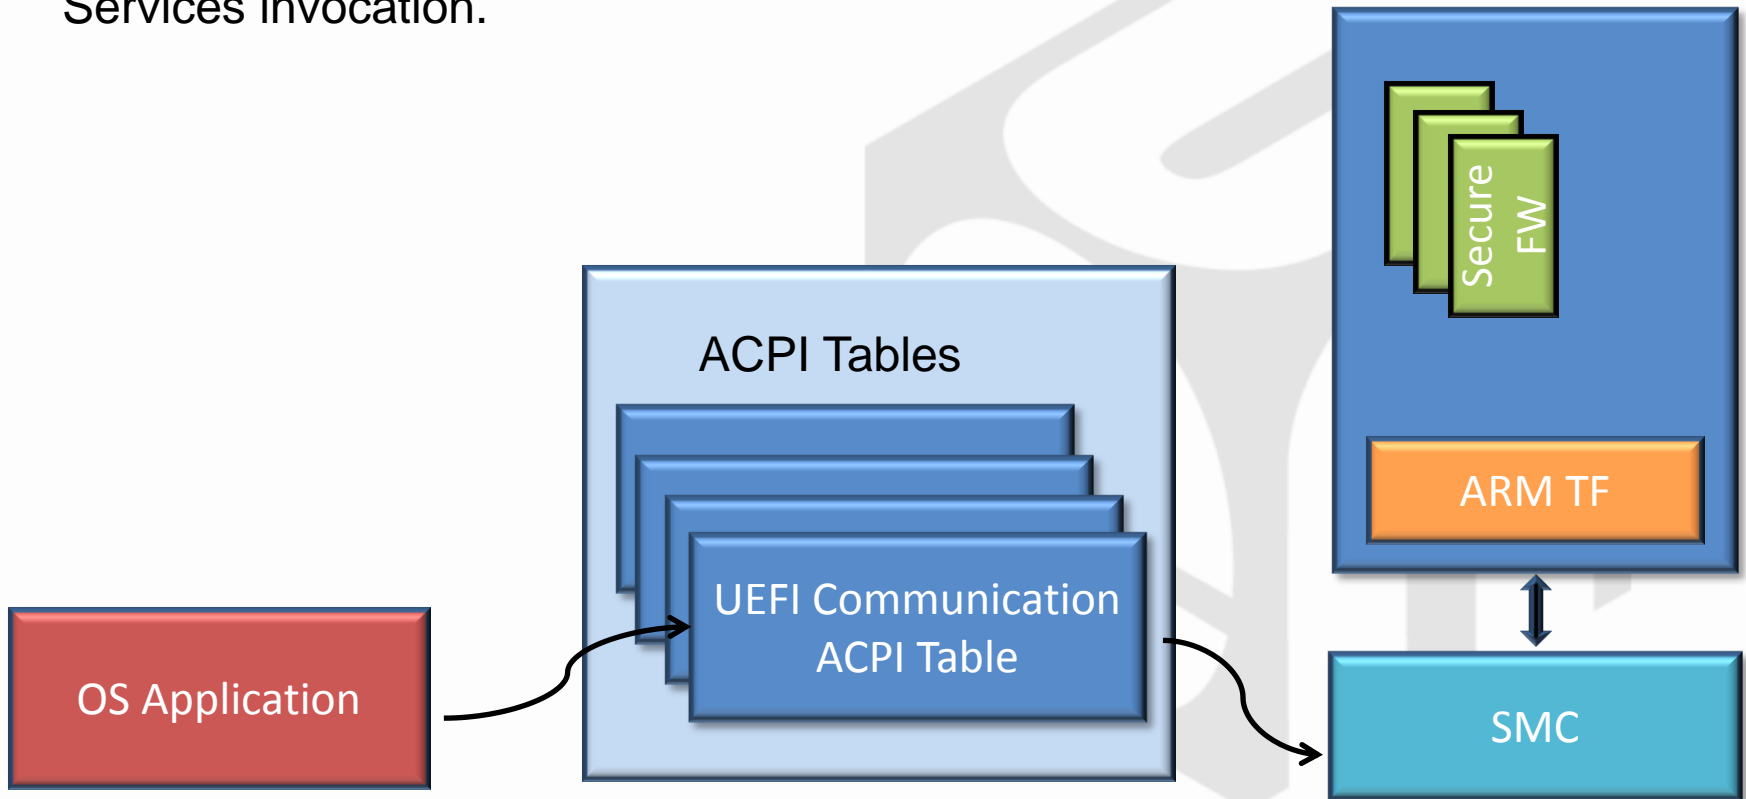 Services invocation.
Secure
FW
ACPI Tables
ARM TF
UEFI Communication
ACPI Table
OS Application
SMC